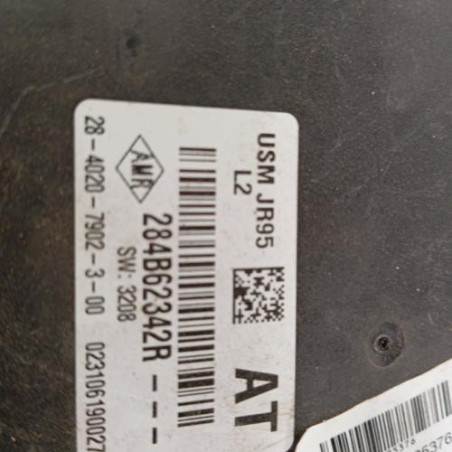 USM JR95
L2
AT
AMR
284B62342R - - -
SW: 3208
28-4020-7902-3-00 02310619002